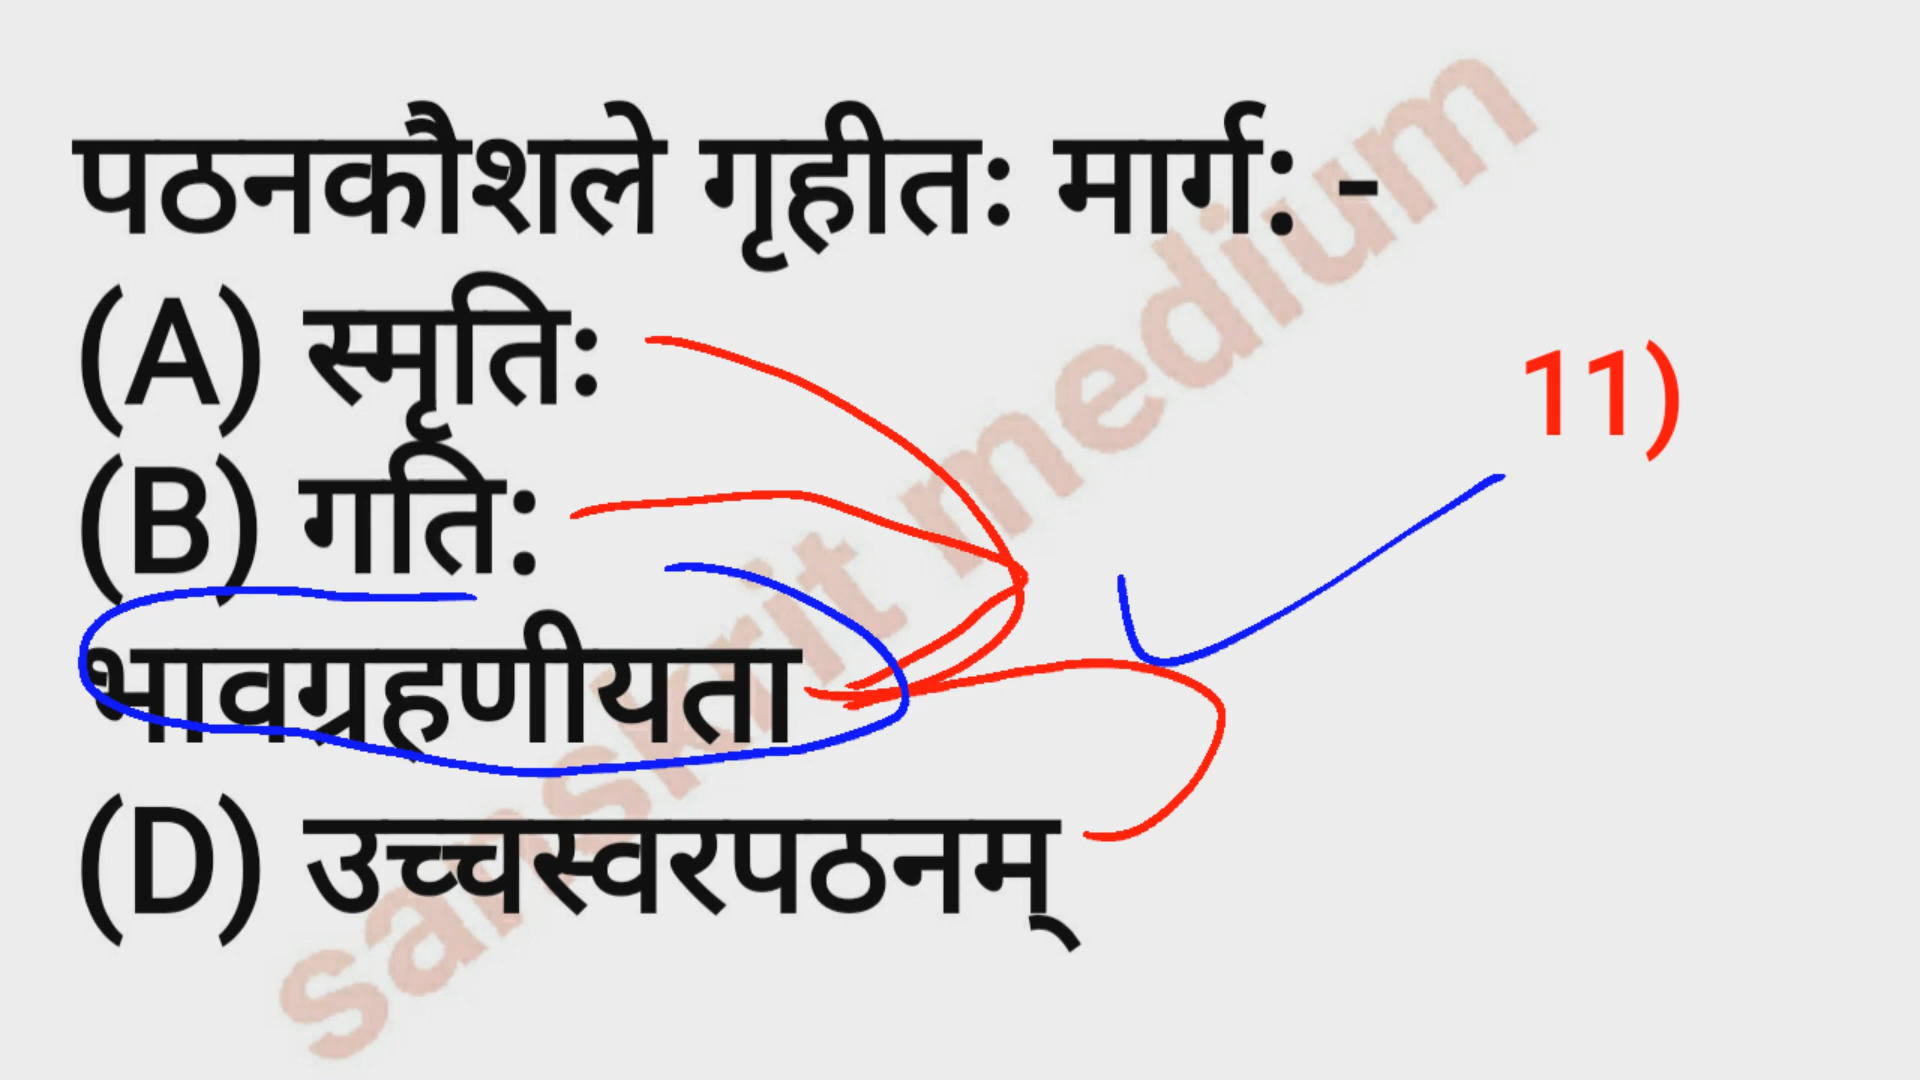 पठनकौशले गृहीतः मार्ग: -
(A) स्मृतिः
11)
(B) गति:
भावग्रहणीयता
(D) उच्चस्वरपठनम्
sanskrit medium